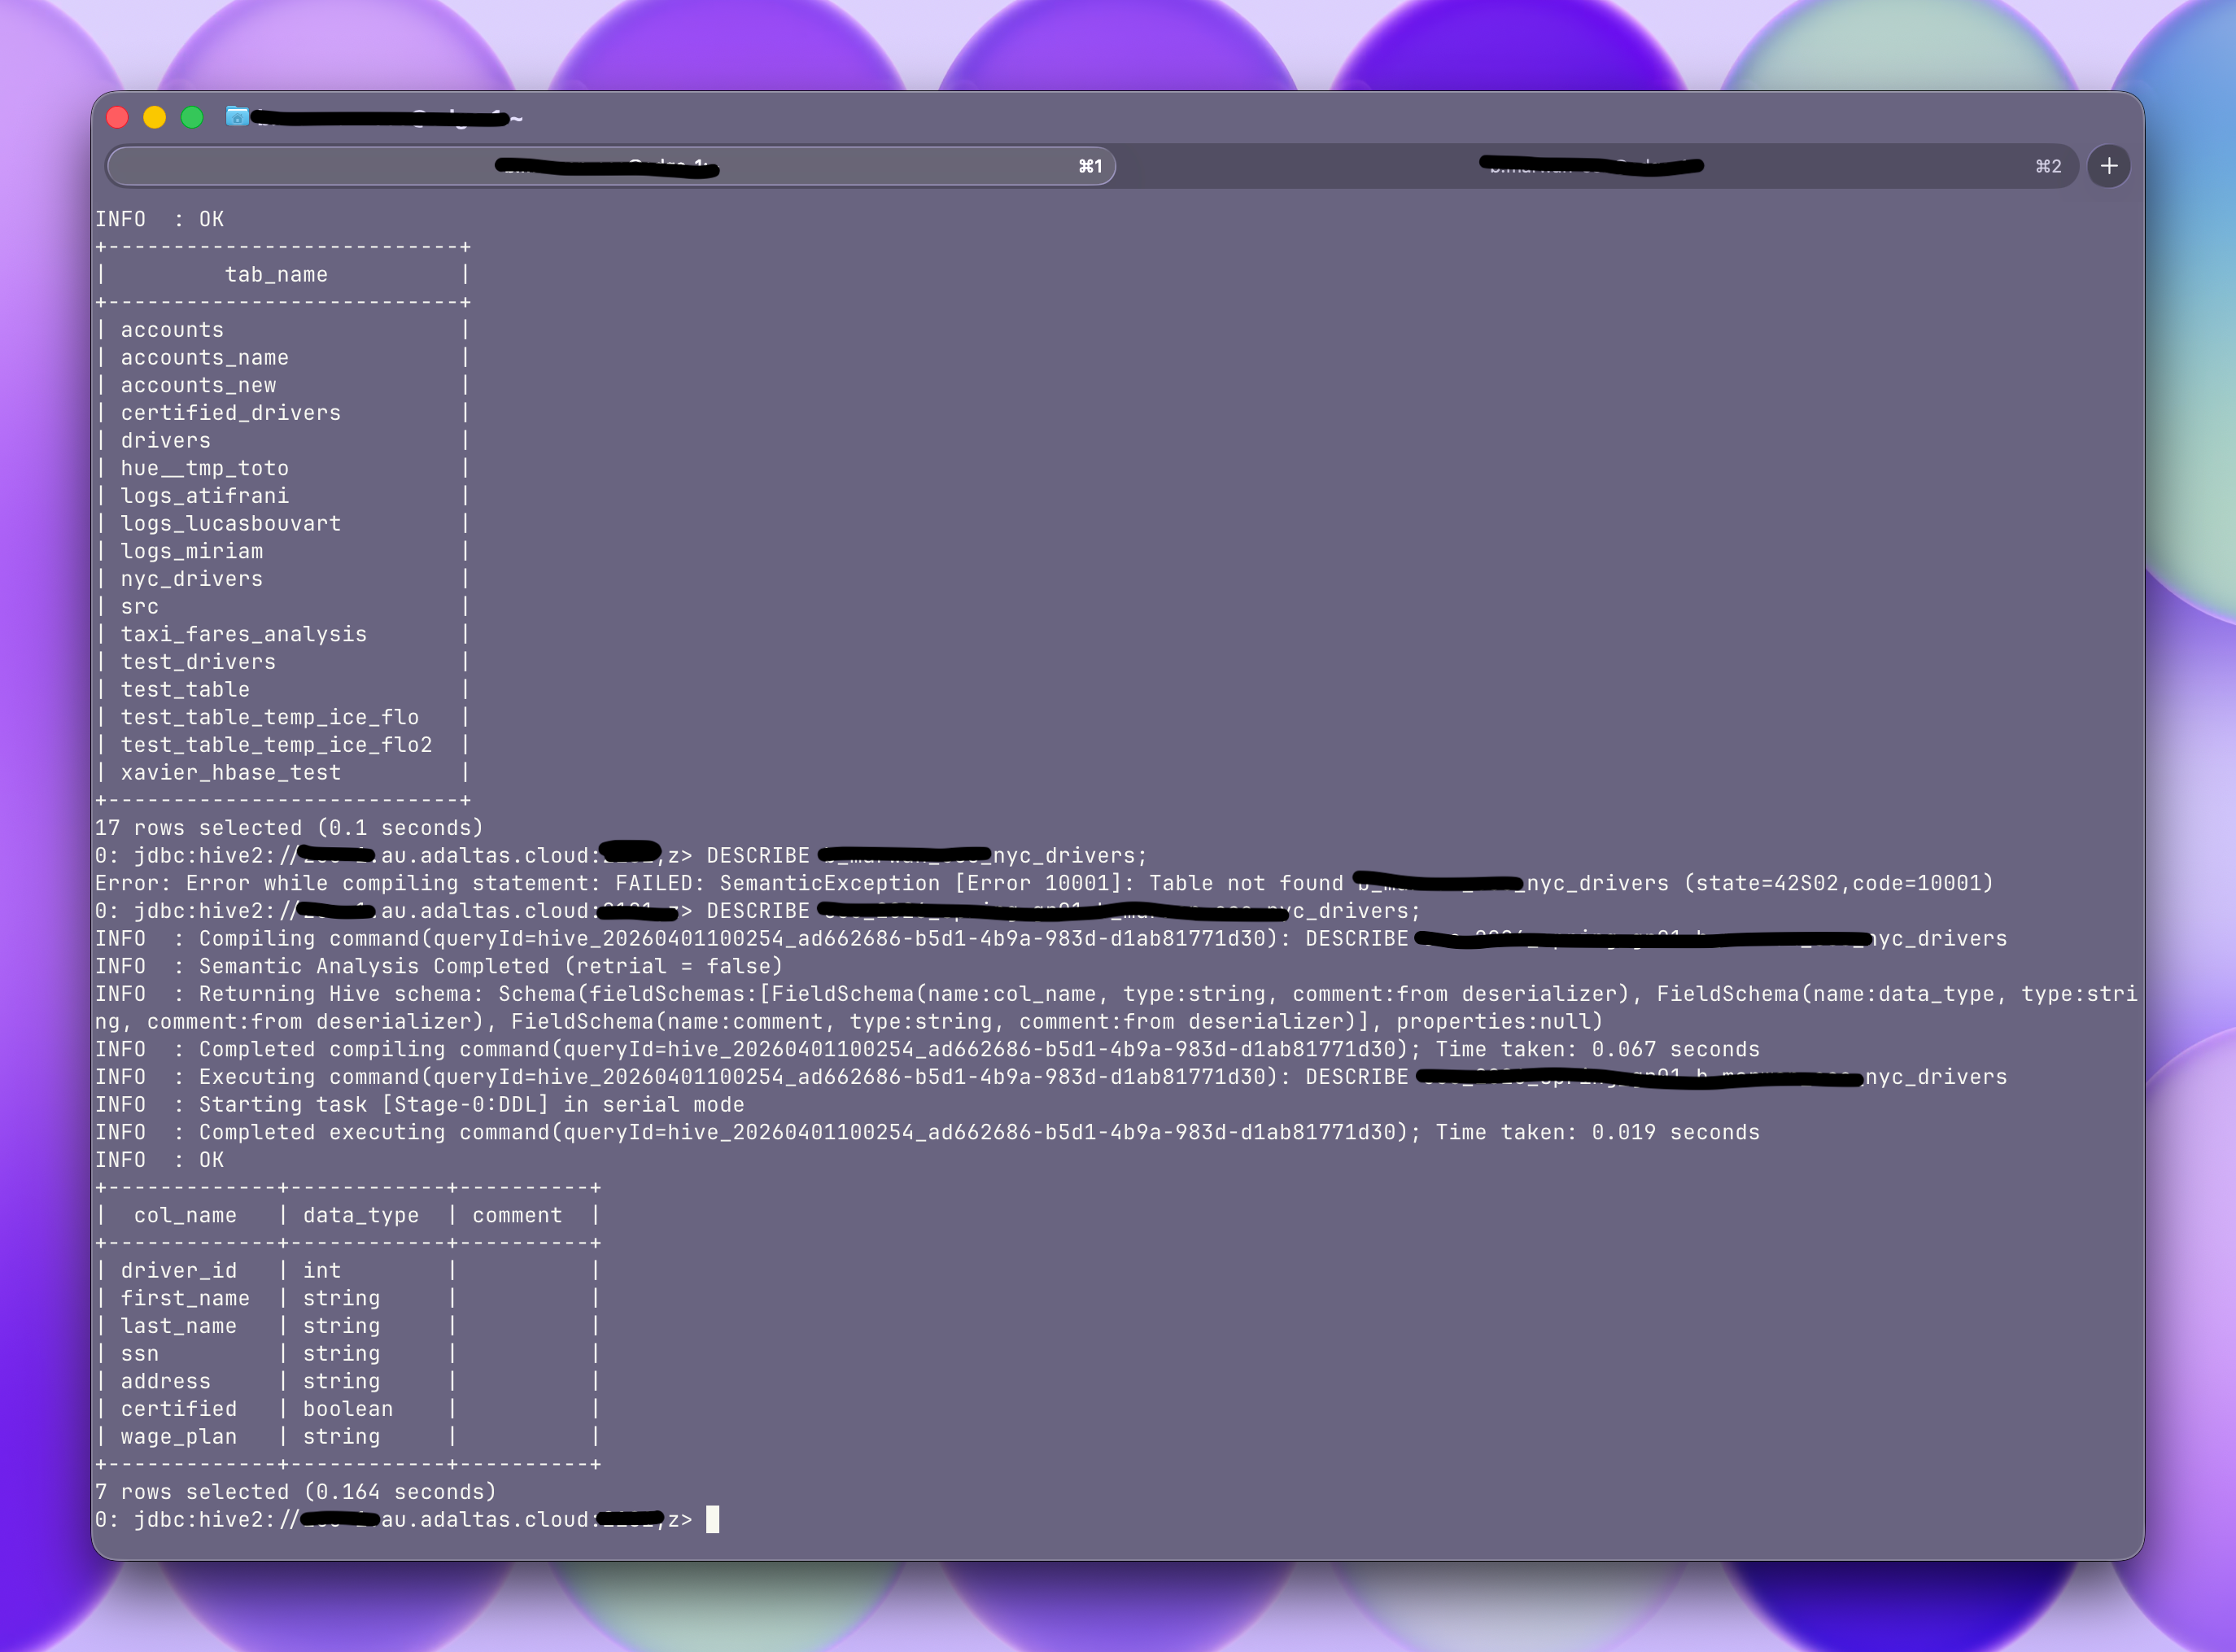 ~
⌘1
⌘2
+
INFO  : OK
+---------------------------+
|         tab_name          |
+---------------------------+
| accounts                  |
| accounts_name             |
| accounts_new              |
| certified_drivers         |
| drivers                   |
| hue__tmp_toto             |
| logs_atifrani             |
| logs_lucasbouvart         |
| logs_miriam               |
| nyc_drivers               |
| src                       |
| taxi_fares_analysis       |
| test_drivers              |
| test_table                |
| test_table_temp_ice_flo   |
| test_table_temp_ice_flo2  |
| xavier_hbase_test         |
+---------------------------+
17 rows selected (0.1 seconds)
0: jdbc:hive2://.au.adaltas.cloud:,z> DESCRIBE _nyc_drivers;
Error: Error while compiling statement: FAILED: SemanticException [Error 10001]: Table not found nyc_drivers (state=42S02,code=10001)
0: jdbc:hive2://.au.adaltas.cloud:z> DESCRIBE yc_drivers;
INFO  : Compiling command(queryId=hive_20260401100254_ad662686-b5d1-4b9a-983d-d1ab81771d30): DESCRIBE nyc_drivers
INFO  : Semantic Analysis Completed (retrial = false)
INFO  : Returning Hive schema: Schema(fieldSchemas:[FieldSchema(name:col_name, type:string, comment:from deserializer), FieldSchema(name:data_type, type:stri
ng, comment:from deserializer), FieldSchema(name:comment, type:string, comment:from deserializer)], properties:null)
INFO  : Completed compiling command(queryId=hive_20260401100254_ad662686-b5d1-4b9a-983d-d1ab81771d30); Time taken: 0.067 seconds
INFO  : Executing command(queryId=hive_20260401100254_ad662686-b5d1-4b9a-983d-d1ab81771d30): DESCRIBE nyc_drivers
INFO  : Starting task [Stage-0:DDL] in serial mode
INFO  : Completed executing command(queryId=hive_20260401100254_ad662686-b5d1-4b9a-983d-d1ab81771d30); Time taken: 0.019 seconds
INFO  : OK
+-------------+------------+----------+
|  col_name   | data_type  | comment  |
+-------------+------------+----------+
| driver_id   | int        |          |
| first_name  | string     |          |
| last_name   | string     |          |
| ssn         | string     |          |
| address     | string     |          |
| certified   | boolean    |          |
| wage_plan   | string     |          |
+-------------+------------+----------+
7 rows selected (0.164 seconds)
0: jdbc:hive2://au.adaltas.cloud:,z>